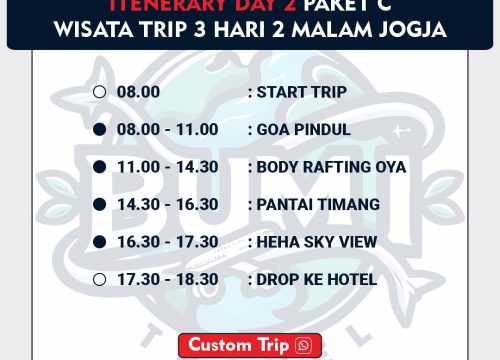 ITENERARY DAY 2 PAKET C
WISATA TRIP 3 HARI 2 MALAM JOGJA
08.00 : START TRIP
08.00 - 11.00 : GOA PINDUL
11.00 - 14.30 : BODY RAFTING OYA
14.30 - 16.30 : PANTAI TIMANG
16.30 - 17.30 : HEHA SKY VIEW
17.30 - 18.30 : DROP KE HOTEL
BUMI
Custom Trip